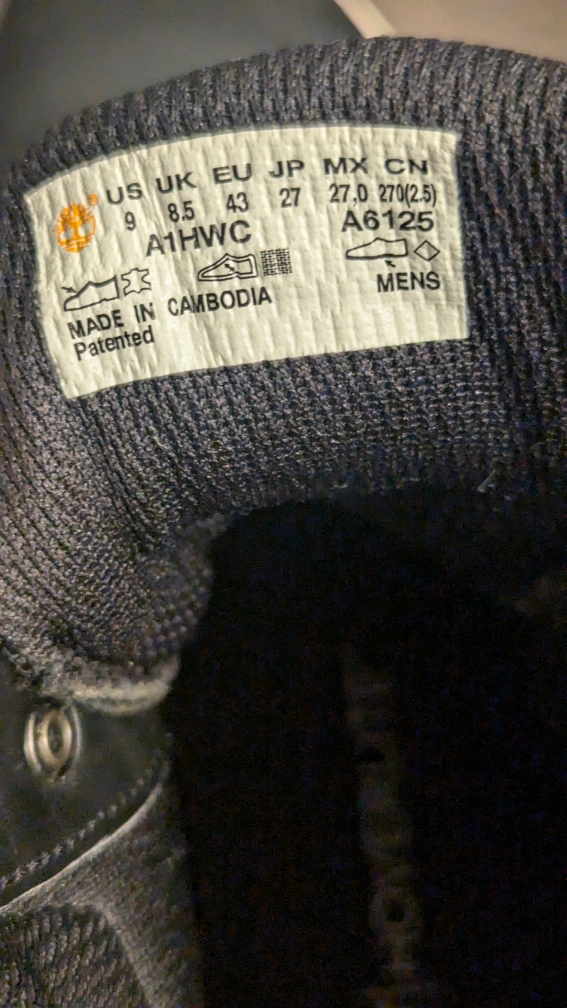 US UK EU JP MX CN
9 8.5 43 27 27.0 270(2.5)
A1HWC A6125
MADE IN CAMBODIA MENS
Patented